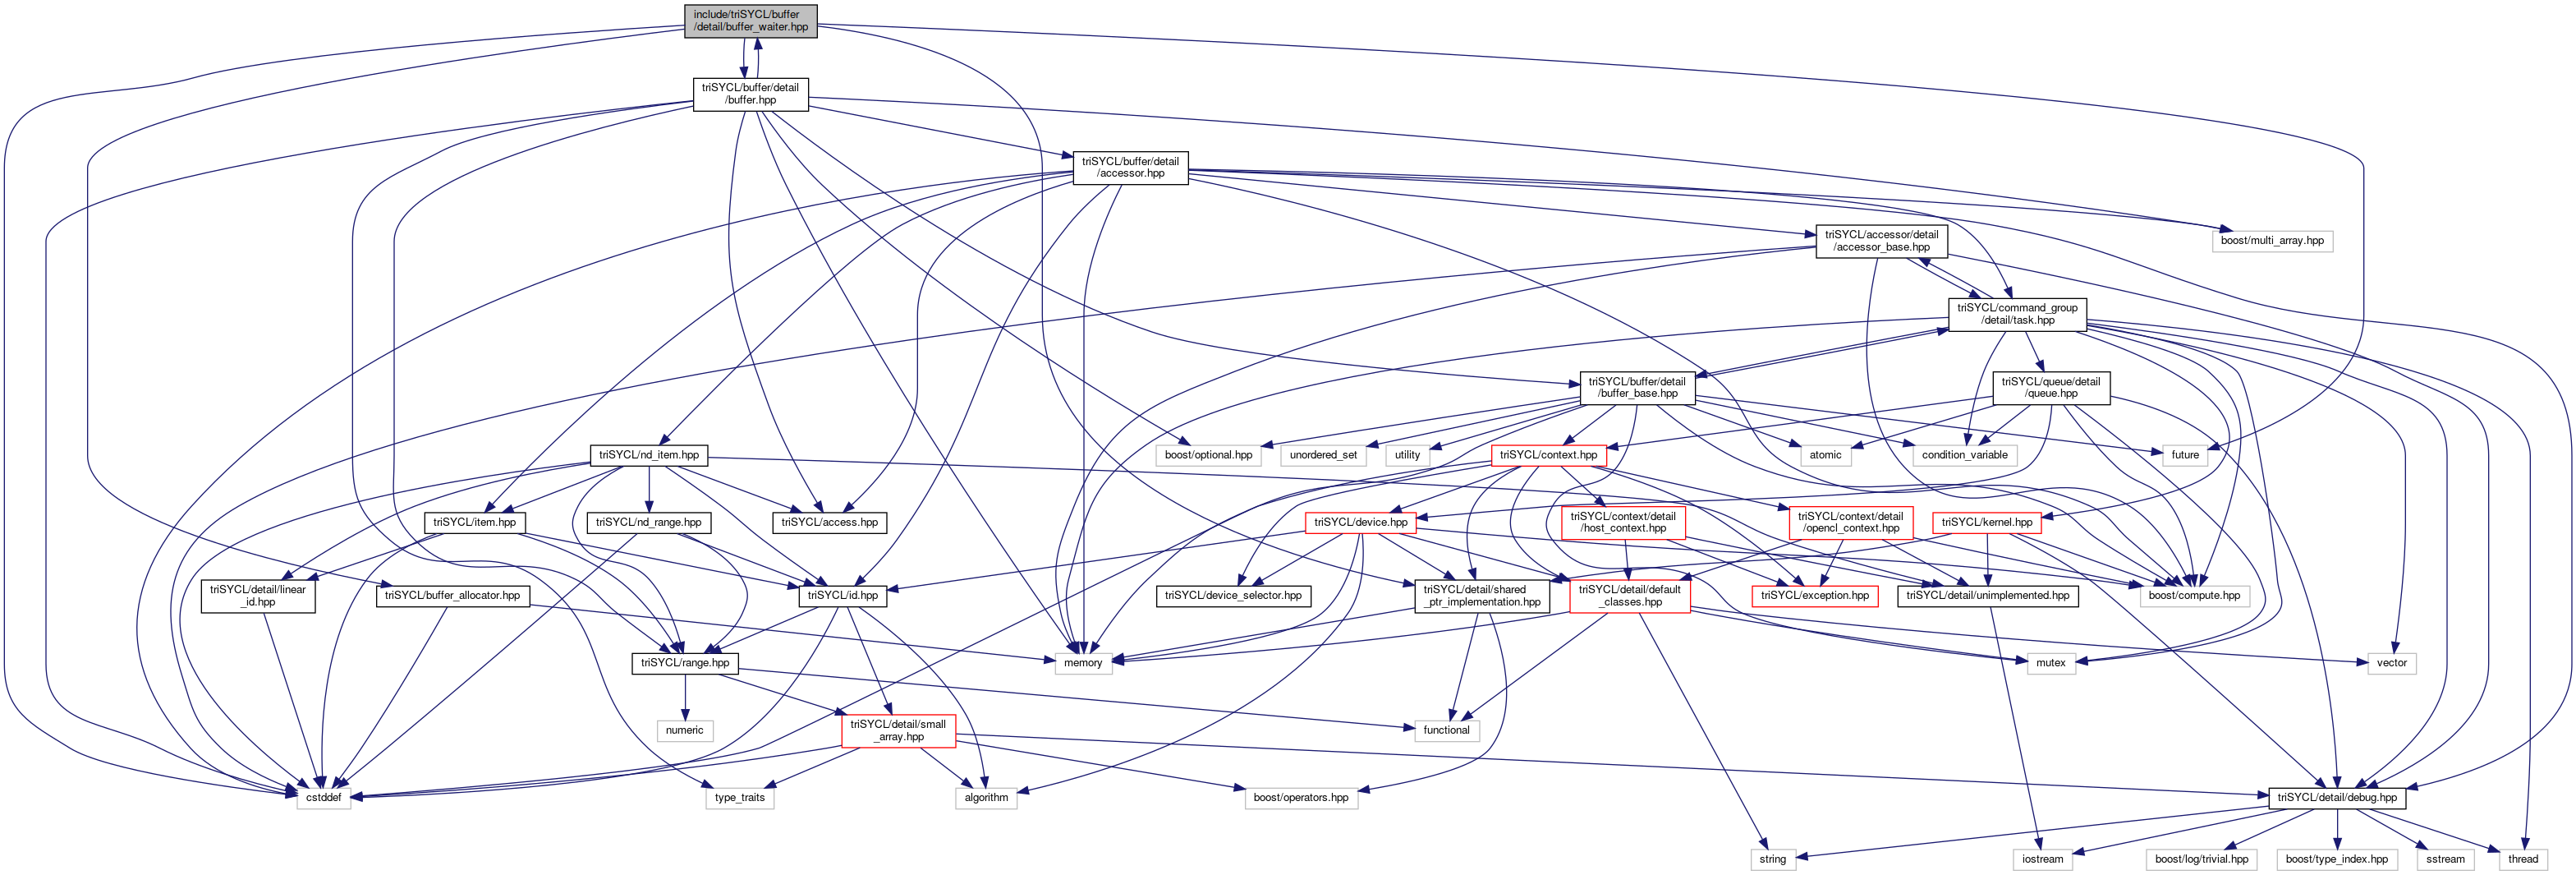 include/triSYCL/buffer
/detail/buffer_waiter.hpp
triSYCL/buffer/detail
/buffer.hpp
triSYCL/buffer/detail
/accessor.hpp
triSYCL/accessor/detail
/accessor_base.hpp
boost/multi_array.hpp
triSYCL/command_group
/detail/task.hpp
triSYCL/buffer/detail
/buffer_base.hpp
triSYCL/queue/detail
/queue.hpp
triSYCL/nd_item.hpp
boost/optional.hpp
unordered_set
utility
triSYCL/context.hpp
atomic
condition_variable
future
triSYCL/item.hpp
triSYCL/nd_range.hpp
triSYCL/access.hpp
triSYCL/device.hpp
triSYCL/context/detail
/host_context.hpp
triSYCL/context/detail
/opencl_context.hpp
triSYCL/kernel.hpp
triSYCL/detail/linear
_id.hpp
triSYCL/buffer_allocator.hpp
triSYCL/id.hpp
triSYCL/device_selector.hpp
triSYCL/detail/shared
_ptr_implementation.hpp
triSYCL/detail/default
_classes.hpp
triSYCL/exception.hpp
triSYCL/detail/unimplemented.hpp
boost/compute.hpp
triSYCL/range.hpp
memory
mutex
vector
numeric
triSYCL/detail/small
_array.hpp
functional
cstddef
type_traits
algorithm
boost/operators.hpp
triSYCL/detail/debug.hpp
string
iostream
boost/log/trivial.hpp
boost/type_index.hpp
sstream
thread